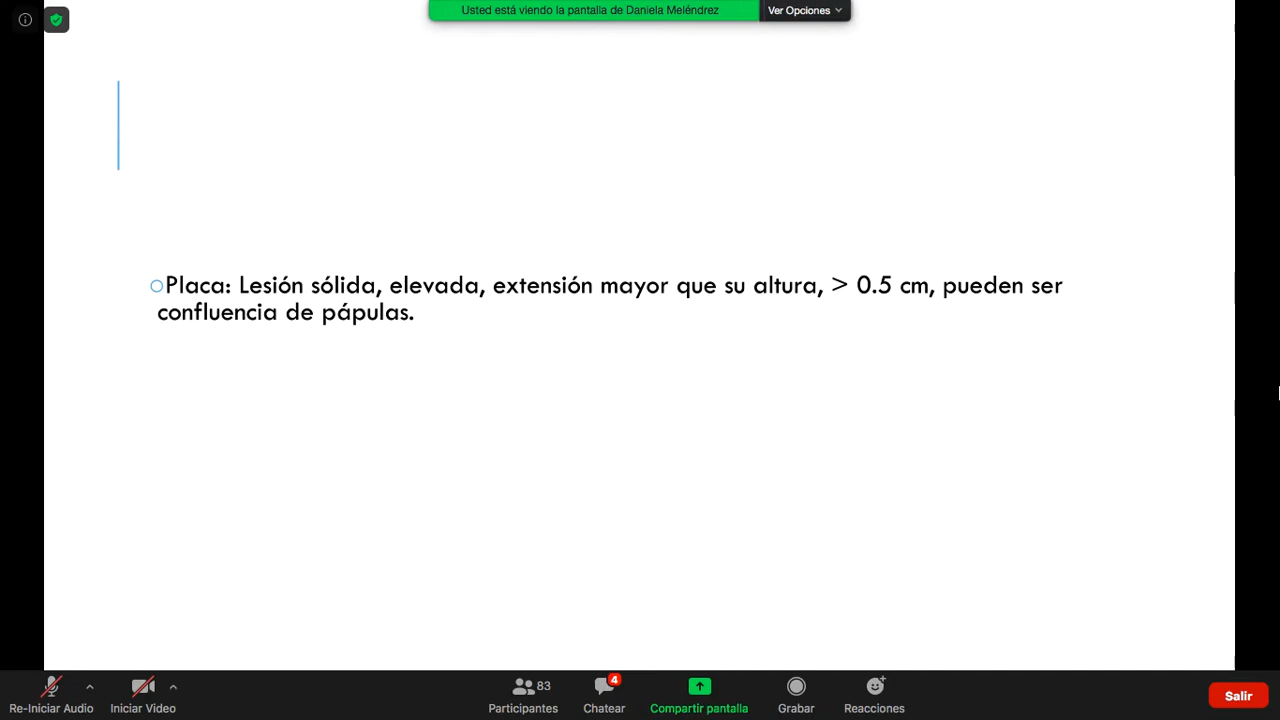 Usted está viendo la pantalla de Daniela Meléndrez
Ver Opciones
Placa: Lesión sólida, elevada, extensión mayor que su altura, > 0.5 cm, pueden ser
confluencia de pápulas.
83
4
Re-Iniciar Audio
Iniciar Video
Participantes
Chatear
Compartir pantalla
Grabar
Reacciones
Salir